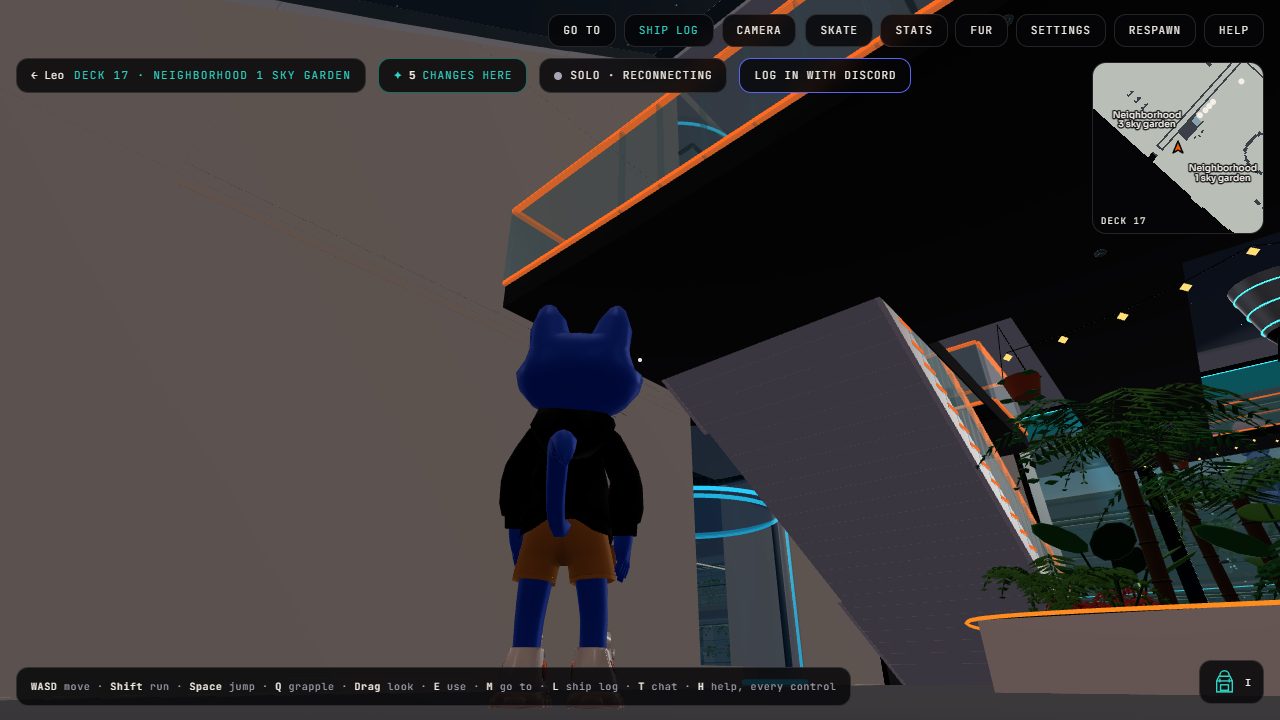 GO TO
SHIP LOG
CAMERA
SKATE
STATS
FUR
SETTINGS
RESPAWN
HELP
← Leo DECK 17 · NEIGHBORHOOD 1 SKY GARDEN
✦ 5 CHANGES HERE
SOLO · RECONNECTING
LOG IN WITH DISCORD
Neighborhood
3 sky garden
Neighborhood
1 sky garden
DECK 17
WASD move · Shift run · Space jump · Q grapple · Drag look · E use · M go to · L ship log · T chat · H help, every control
I